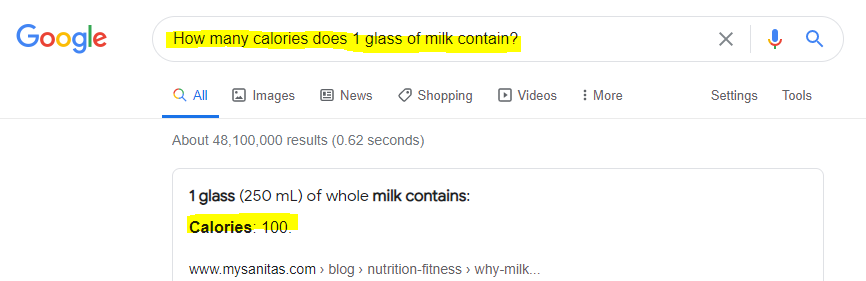 Google
How many calories does 1 glass of milk contain?
All Images News Shopping Videos More Settings Tools
About 48,100,000 results (0.62 seconds)
1 glass (250 mL) of whole milk contains:
Calories: 100.
www.mysanitas.com › blog › nutrition-fitness › why-milk...